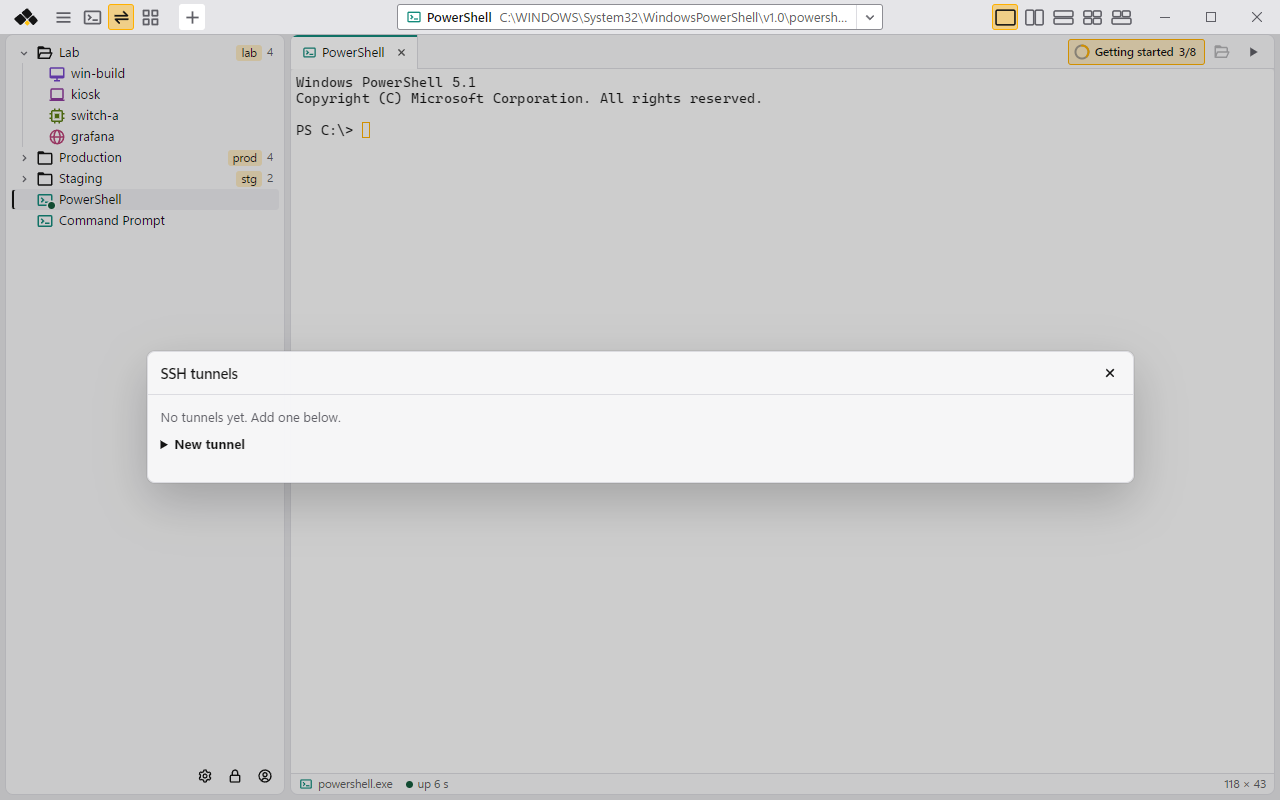 PowerShell C:\WINDOWS\System32\WindowsPowerShell\v1.0\powersh...
Lab lab 4
win-build
kiosk
switch-a
grafana
Production prod 4
Staging stg 2
PowerShell
Command Prompt
PowerShell
Getting started 3/8
Windows PowerShell 5.1
Copyright (C) Microsoft Corporation. All rights reserved.
PS C:\>
SSH tunnels
No tunnels yet. Add one below.
New tunnel
powershell.exe up 6 s
118 × 43